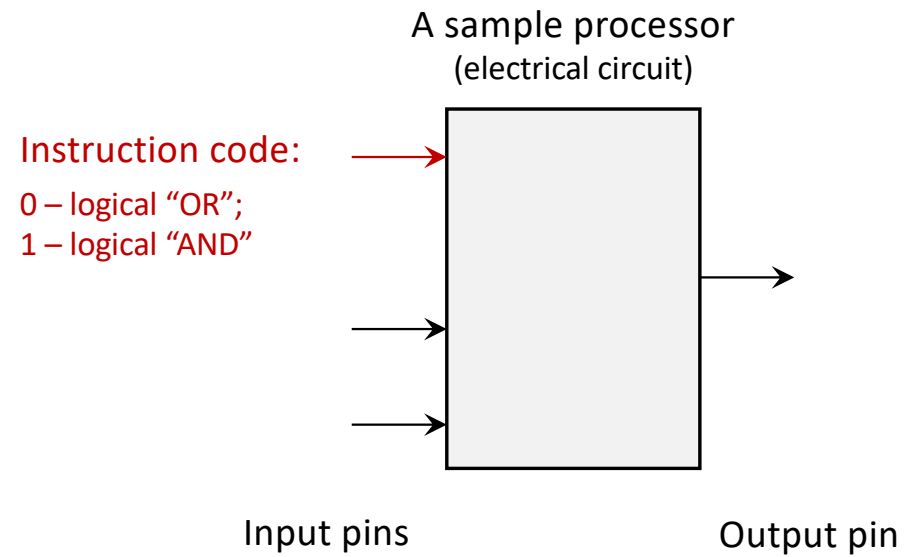 A sample processor
(electrical circuit)
Instruction code:
0 – logical “OR”;
1 – logical “AND”
Input pins
Output pin